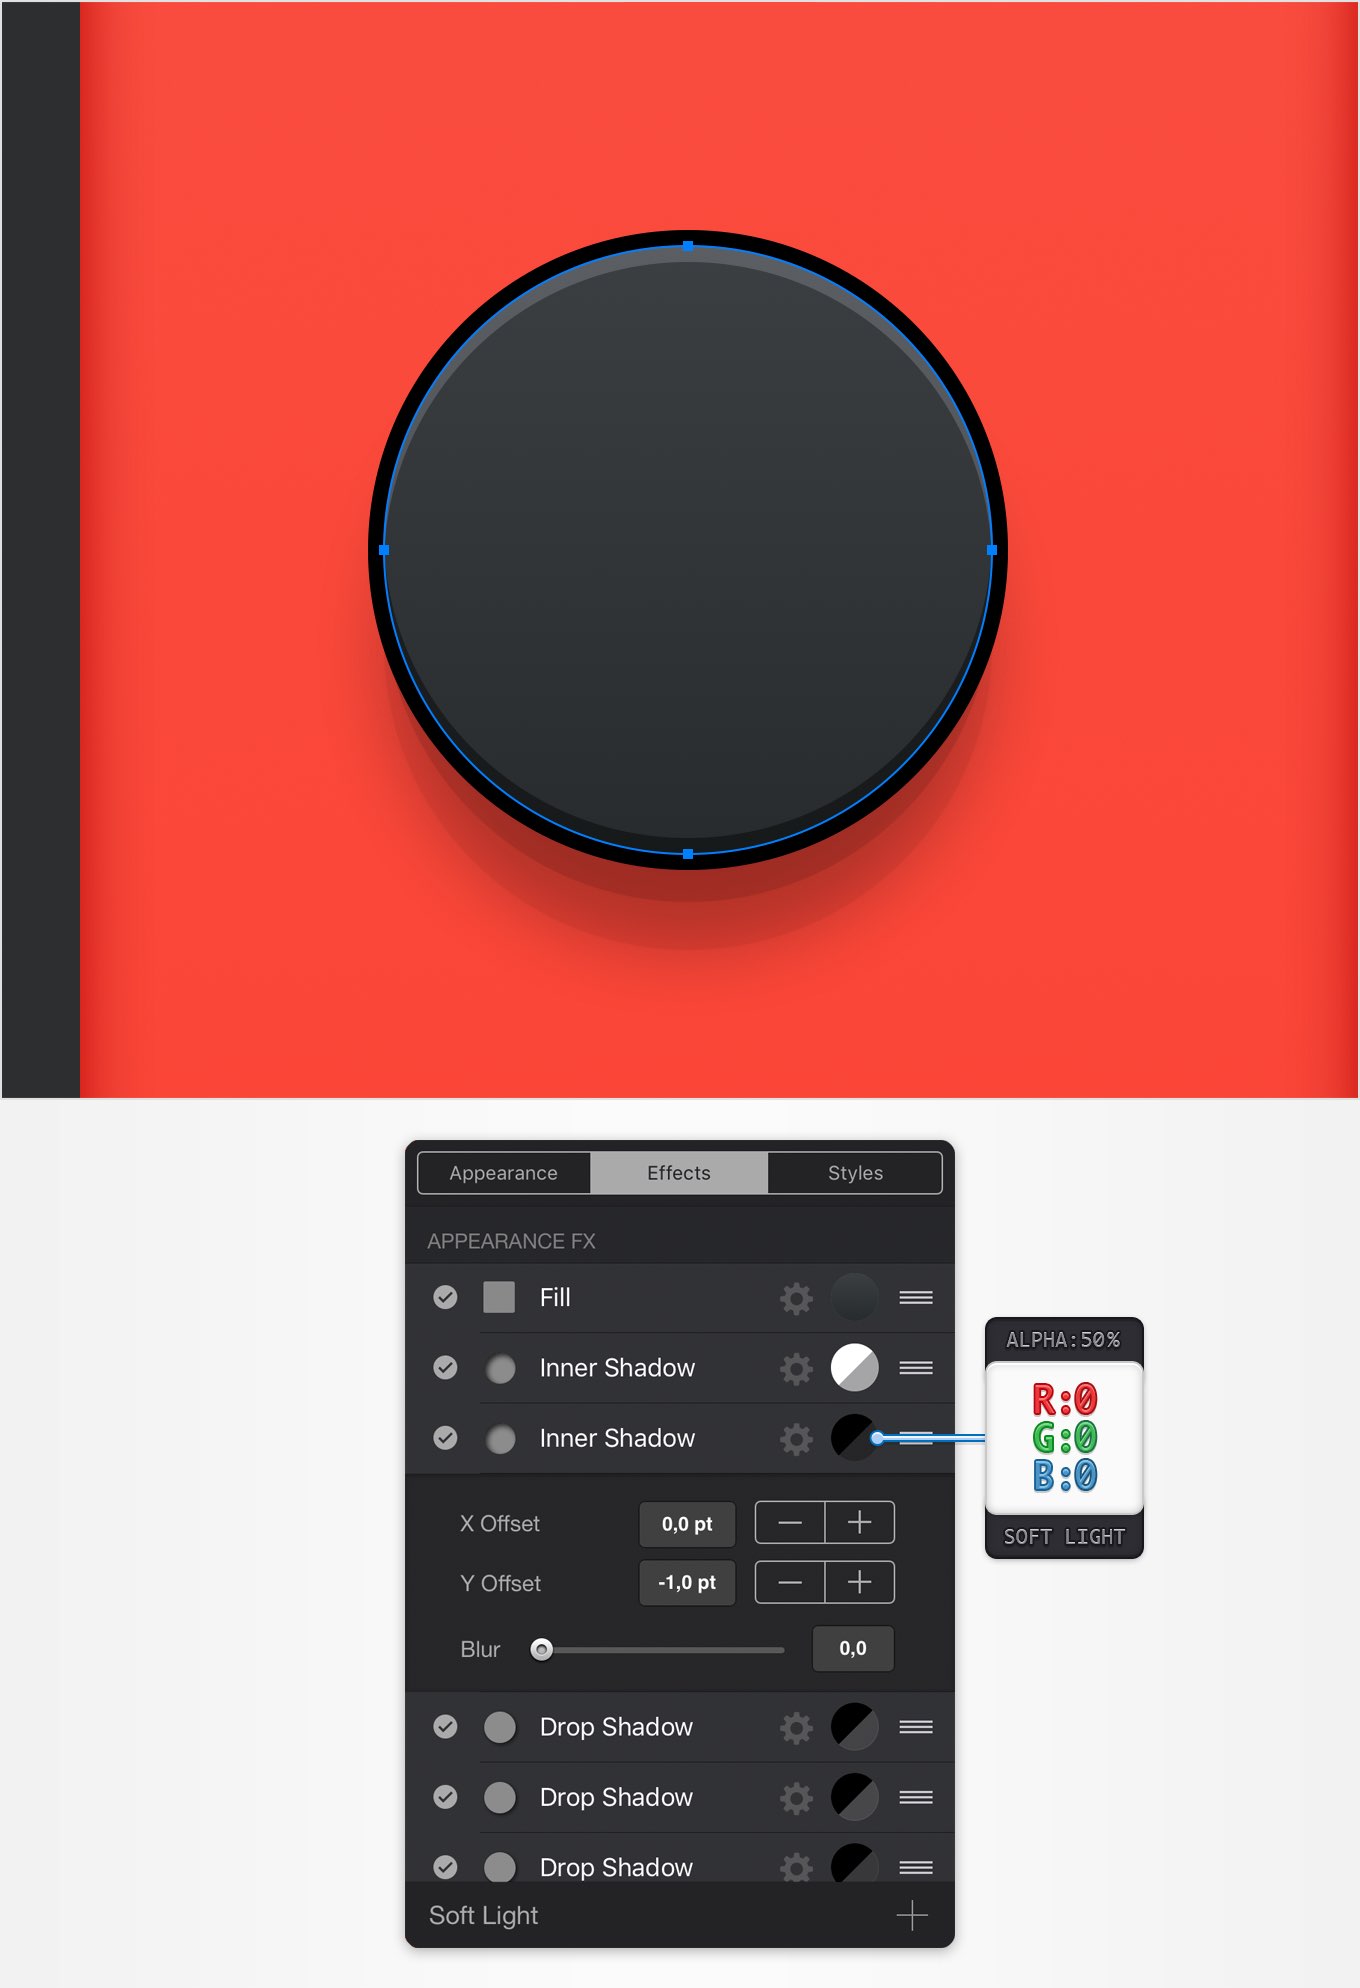 Appearance Effects Styles
APPEARANCE FX
Fill
Inner Shadow
Inner Shadow
ALPHA:50%
R:0
G:0
B:0
SOFT LIGHT
X Offset 0,0 pt
Y Offset -1,0 pt
Blur 0,0
Drop Shadow
Drop Shadow
Drop Shadow
Soft Light